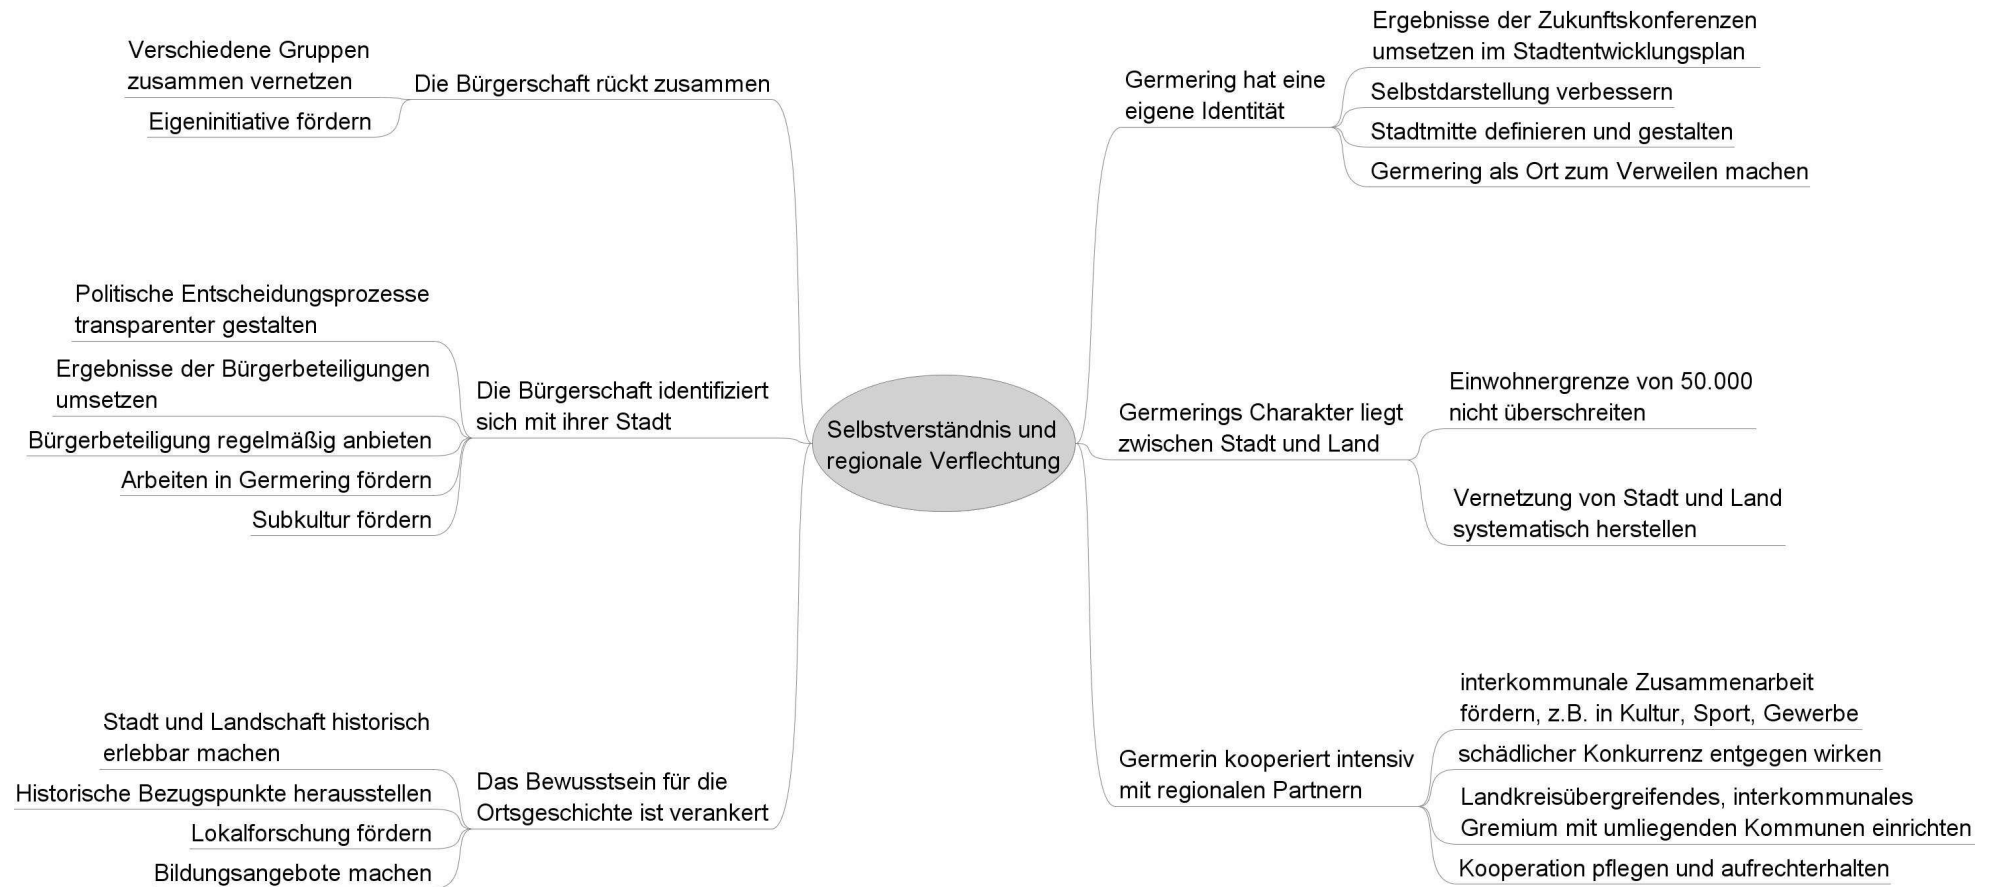 Verschiedene Gruppen
zusammen vernetzen
Eigeninitiative fördern
Die Bürgerschaft rückt zusammen
Politische Entscheidungsprozesse
transparenter gestalten
Ergebnisse der Bürgerbeteiligungen
umsetzen
Bürgerbeteiligung regelmäßig anbieten
Arbeiten in Germering fördern
Subkultur fördern
Die Bürgerschaft identifiziert
sich mit ihrer Stadt
Stadt und Landschaft historisch
erlebbar machen
Historische Bezugspunkte herausstellen
Lokalforschung fördern
Bildungsangebote machen
Das Bewusstsein für die
Ortsgeschichte ist verankert
Selbstverständnis und
regionale Verflechtung
Germering hat eine
eigene Identität
Ergebnisse der Zukunftskonferenzen
umsetzen im Stadtentwicklungsplan
Selbstdarstellung verbessern
Stadtmitte definieren und gestalten
Germering als Ort zum Verweilen machen
Germerings Charakter liegt
zwischen Stadt und Land
Einwohnergrenze von 50.000
nicht überschreiten
Vernetzung von Stadt und Land
systematisch herstellen
Germerin kooperiert intensiv
mit regionalen Partnern
interkommunale Zusammenarbeit
fördern, z.B. in Kultur, Sport, Gewerbe
schädlicher Konkurrenz entgegen wirken
Landkreisübergreifendes, interkommunales
Gremium mit umliegenden Kommunen einrichten
Kooperation pflegen und aufrechterhalten